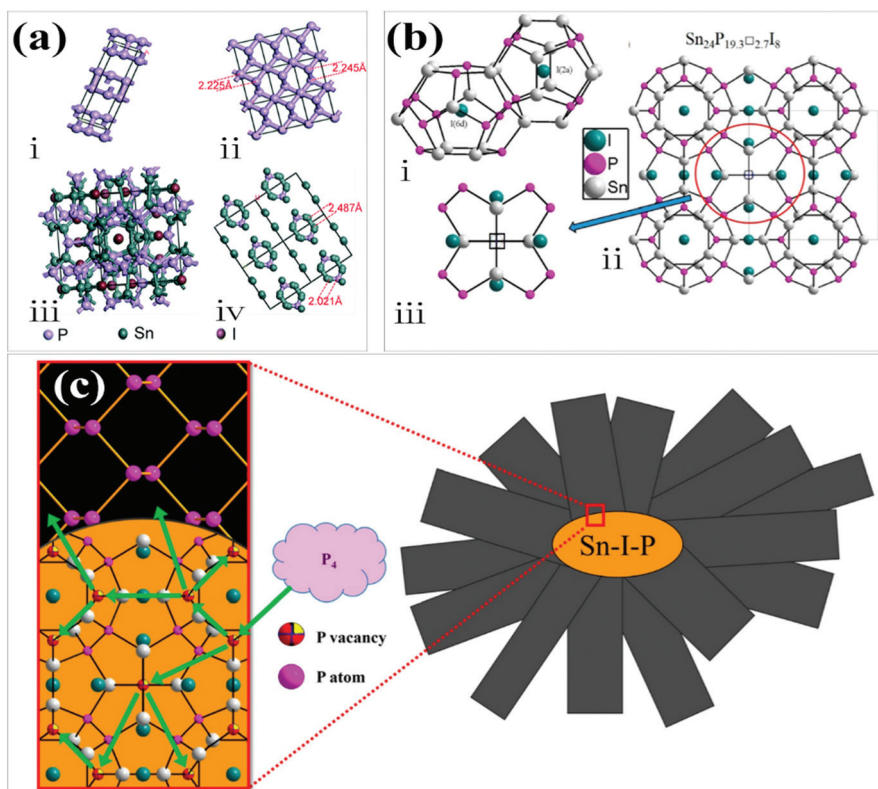 (a)
i
ii
2.225Å
2.245Å
iii
iv
2.487Å
2.021Å
P
Sn
I
(b)
i
I(2a)
I(6d)
Sn₂₄P₁₉.₃□₂.₇I₈
I
P
Sn
ii
iii
(c)
P₄
P vacancy
P atom
Sn-I-P